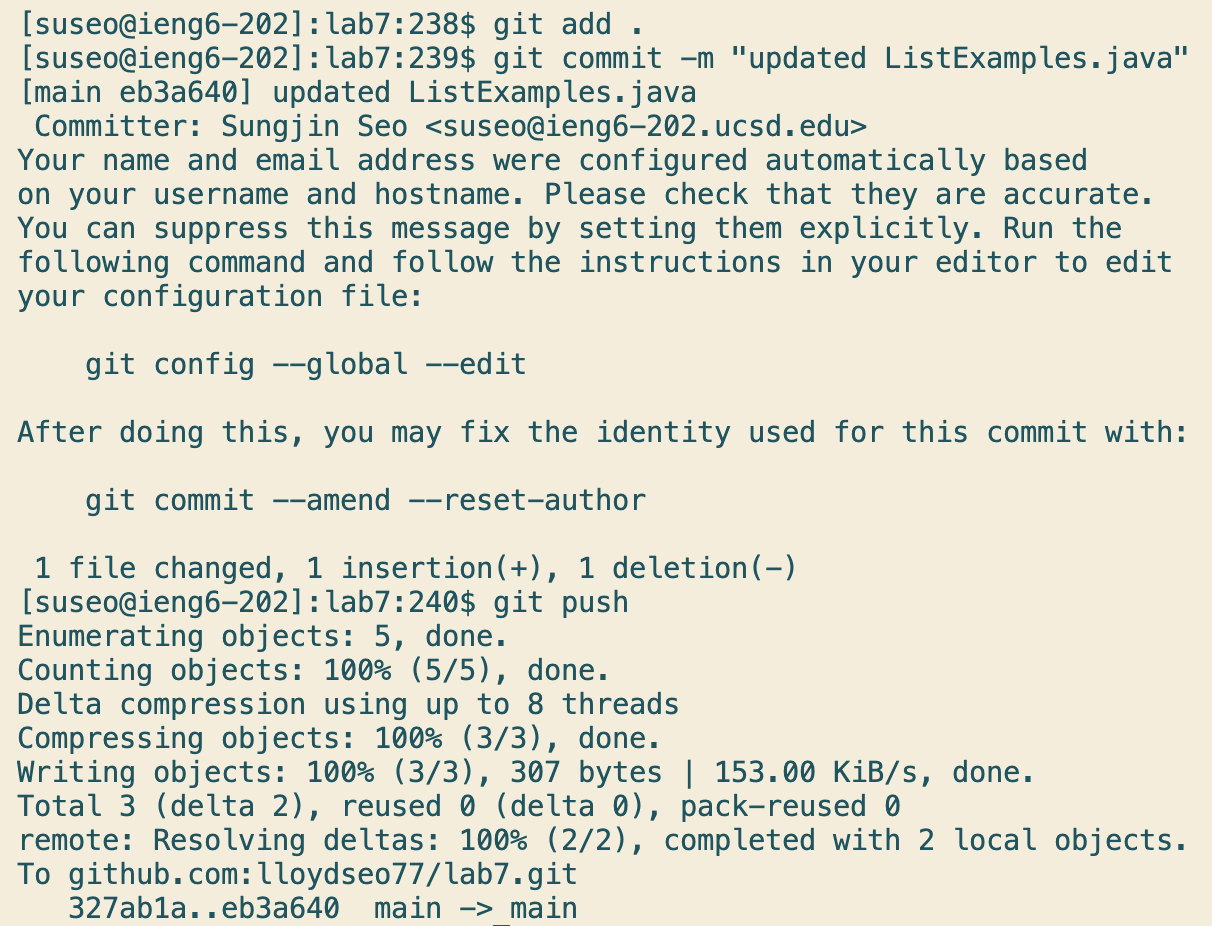 [suseo@ieng6-202]:lab7:238$ git add .
[suseo@ieng6-202]:lab7:239$ git commit -m "updated ListExamples.java"
[main eb3a640] updated ListExamples.java
 Committer: Sungjin Seo <suseo@ieng6-202.ucsd.edu>
Your name and email address were configured automatically based
on your username and hostname. Please check that they are accurate.
You can suppress this message by setting them explicitly. Run the
following command and follow the instructions in your editor to edit
your configuration file:

    git config --global --edit

After doing this, you may fix the identity used for this commit with:

    git commit --amend --reset-author

 1 file changed, 1 insertion(+), 1 deletion(-)
[suseo@ieng6-202]:lab7:240$ git push
Enumerating objects: 5, done.
Counting objects: 100% (5/5), done.
Delta compression using up to 8 threads
Compressing objects: 100% (3/3), done.
Writing objects: 100% (3/3), 307 bytes | 153.00 KiB/s, done.
Total 3 (delta 2), reused 0 (delta 0), pack-reused 0
remote: Resolving deltas: 100% (2/2), completed with 2 local objects.
To github.com:lloydseo77/lab7.git
   327ab1a..eb3a640  main -> main